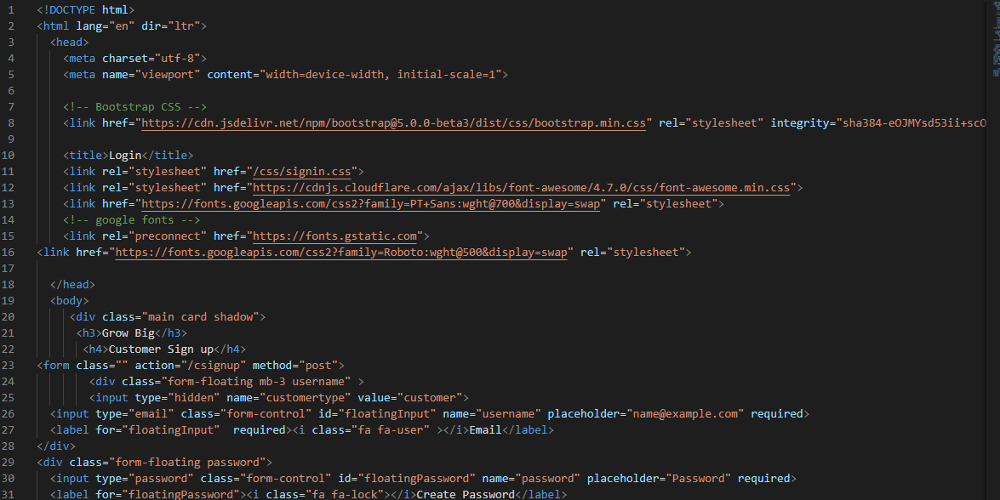 1 <!DOCTYPE html>
2 <html lang="en" dir="ltr">
3 <head>
4 <meta charset="utf-8">
5 <meta name="viewport" content="width=device-width, initial-scale=1">
6
7 <!-- Bootstrap CSS -->
8 <link href="https://cdn.jsdelivr.net/npm/bootstrap@5.0.0-beta3/dist/css/bootstrap.min.css" rel="stylesheet" integrity="sha384-eOJMYsd53ii+scO
9
10 <title>Login</title>
11 <link rel="stylesheet" href="/css/signin.css">
12 <link rel="stylesheet" href="https://cdnjs.cloudflare.com/ajax/libs/font-awesome/4.7.0/css/font-awesome.min.css">
13 <link href="https://fonts.googleapis.com/css2?family=PT+Sans:wght@700&display=swap" rel="stylesheet">
14 <!-- google fonts -->
15 <link rel="preconnect" href="https://fonts.gstatic.com">
16 <link href="https://fonts.googleapis.com/css2?family=Roboto:wght@500&display=swap" rel="stylesheet">
17
18 </head>
19 <body>
20 <div class="main card shadow">
21 <h3>Grow Big</h3>
22 <h4>Customer Sign up</h4>
23 <form class="" action="/csignup" method="post">
24 <div class="form-floating mb-3 username" >
25 <input type="hidden" name="customertype" value="customer">
26 <input type="email" class="form-control" id="floatingInput" name="username" placeholder="name@example.com" required>
27 <label for="floatingInput"  required><i class="fa fa-user" ></i>Email</label>
28 </div>
29 <div class="form-floating password">
30 <input type="password" class="form-control" id="floatingPassword" name="password" placeholder="Password" required>
31 <label for="floatingPassword"><i class="fa fa-lock"></i>Create Password</label>